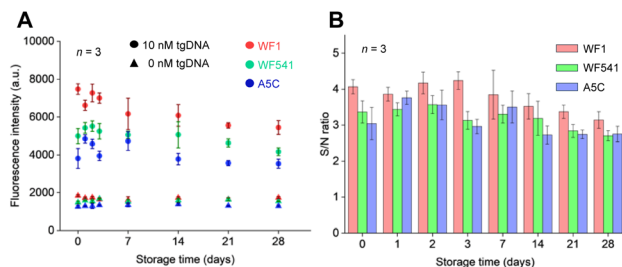 A
n = 3
10 nM tgDNA
0 nM tgDNA
WF1
WF541
A5C
Fluorescence intensity (a.u.)
10000
8000
6000
4000
2000
0
0 7 14 21 28
Storage time (days)
B
n = 3
WF1
WF541
A5C
S/N ratio
5
4
3
2
1
0
0 1 2 3 7 14 21 28
Storage time (days)